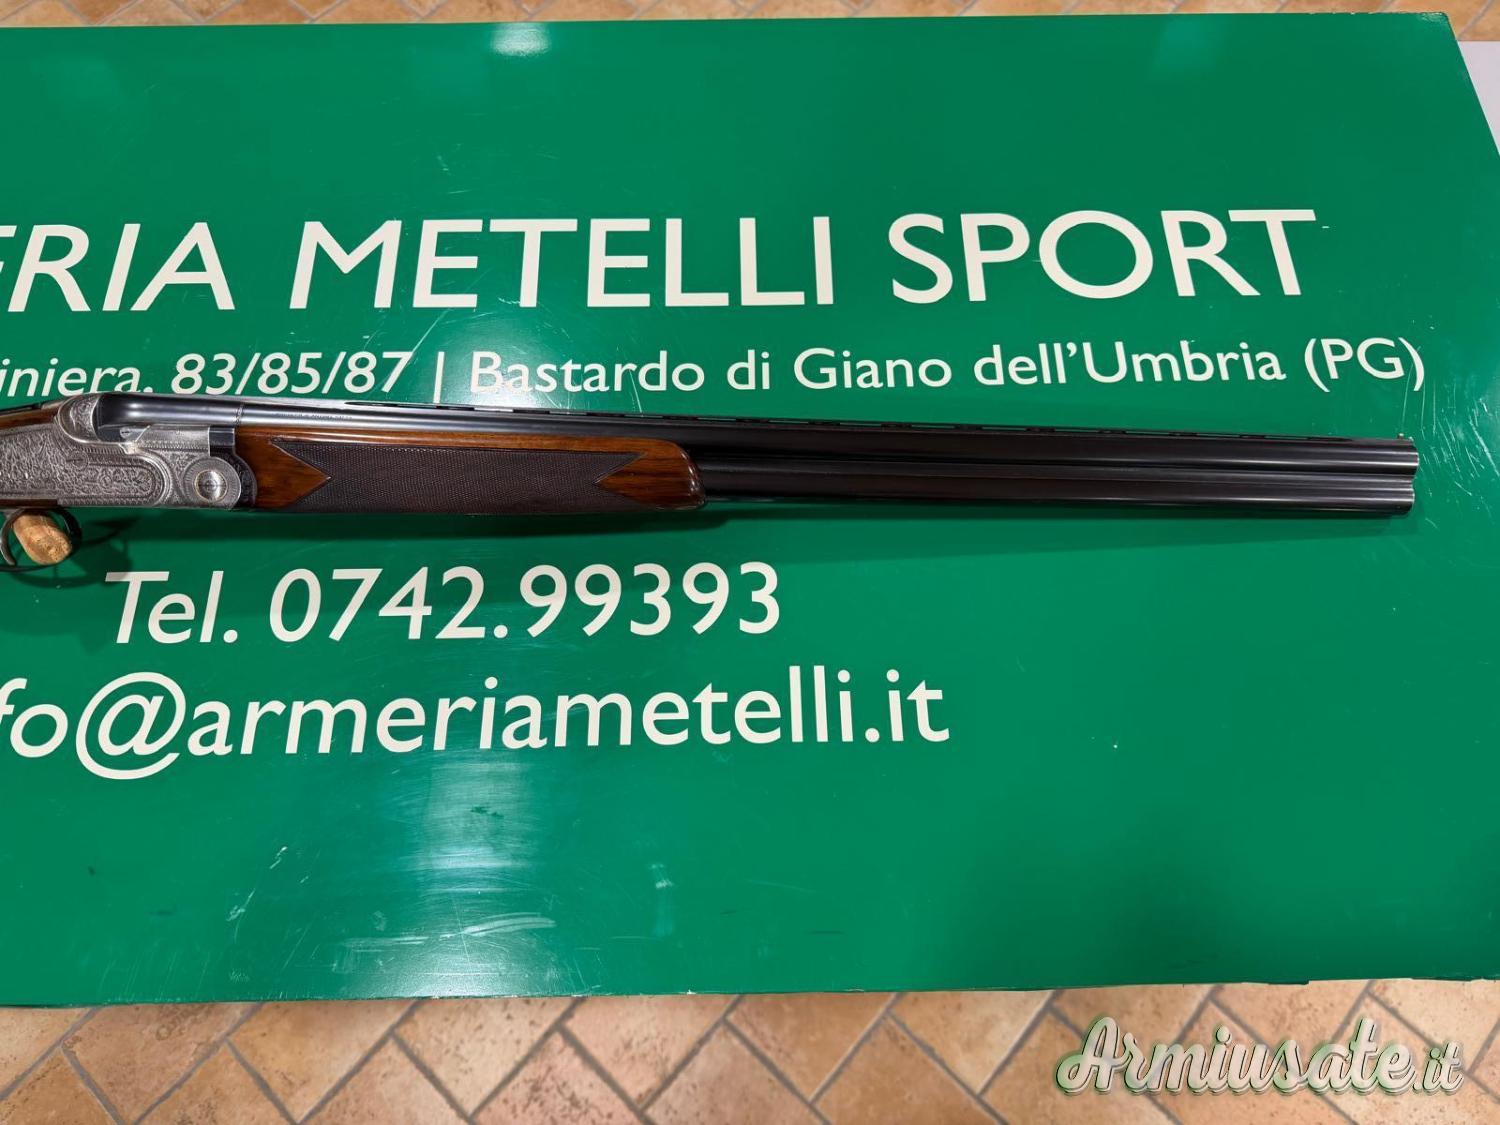 ERIA METELLI SPORT
iniera, 83/85/87 | Bastardo di Giano dell'Umbria (PG)
Tel. 0742.99393
fo@armeriametelli.it
Armiusate.it